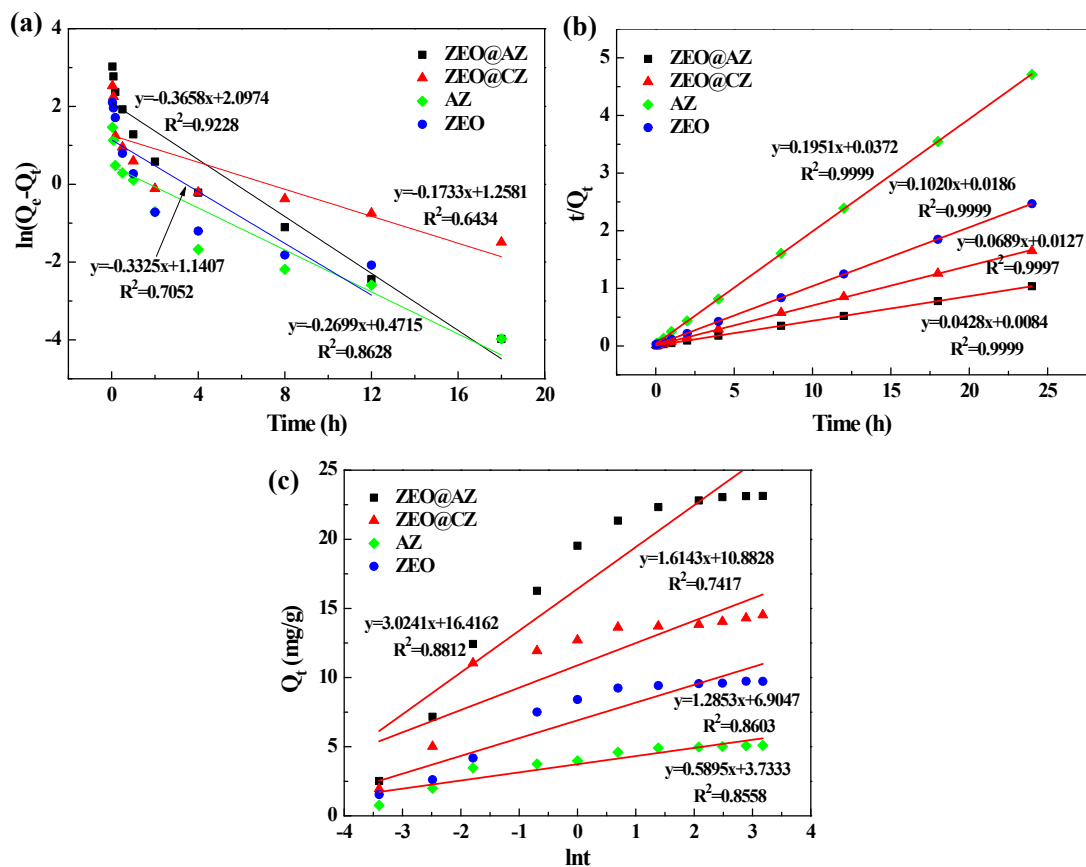 (a)
ZEO@AZ
ZEO@CZ
AZ
ZEO
y=-0.3658x+2.0974
R²=0.9228
y=-0.1733x+1.2581
R²=0.6434
y=-0.3325x+1.1407
R²=0.7052
y=-0.2699x+0.4715
R²=0.8628
ln(Qₑ-Qₜ)
4
2
0
-2
-4
0 4 8 12 16 20
Time (h)
(b)
ZEO@AZ
ZEO@CZ
AZ
ZEO
y=0.1951x+0.0372
R²=0.9999
y=0.1020x+0.0186
R²=0.9999
y=0.0689x+0.0127
R²=0.9997
y=0.0428x+0.0084
R²=0.9999
t/Qₜ
5
4
3
2
1
0
0 5 10 15 20 25
Time (h)
(c)
ZEO@AZ
ZEO@CZ
AZ
ZEO
y=1.6143x+10.8828
R²=0.7417
y=3.0241x+16.4162
R²=0.8812
y=1.2853x+6.9047
R²=0.8603
y=0.5895x+3.7333
R²=0.8558
Qₜ (mg/g)
25
20
15
10
5
0
-4 -3 -2 -1 0 1 2 3 4
lnt